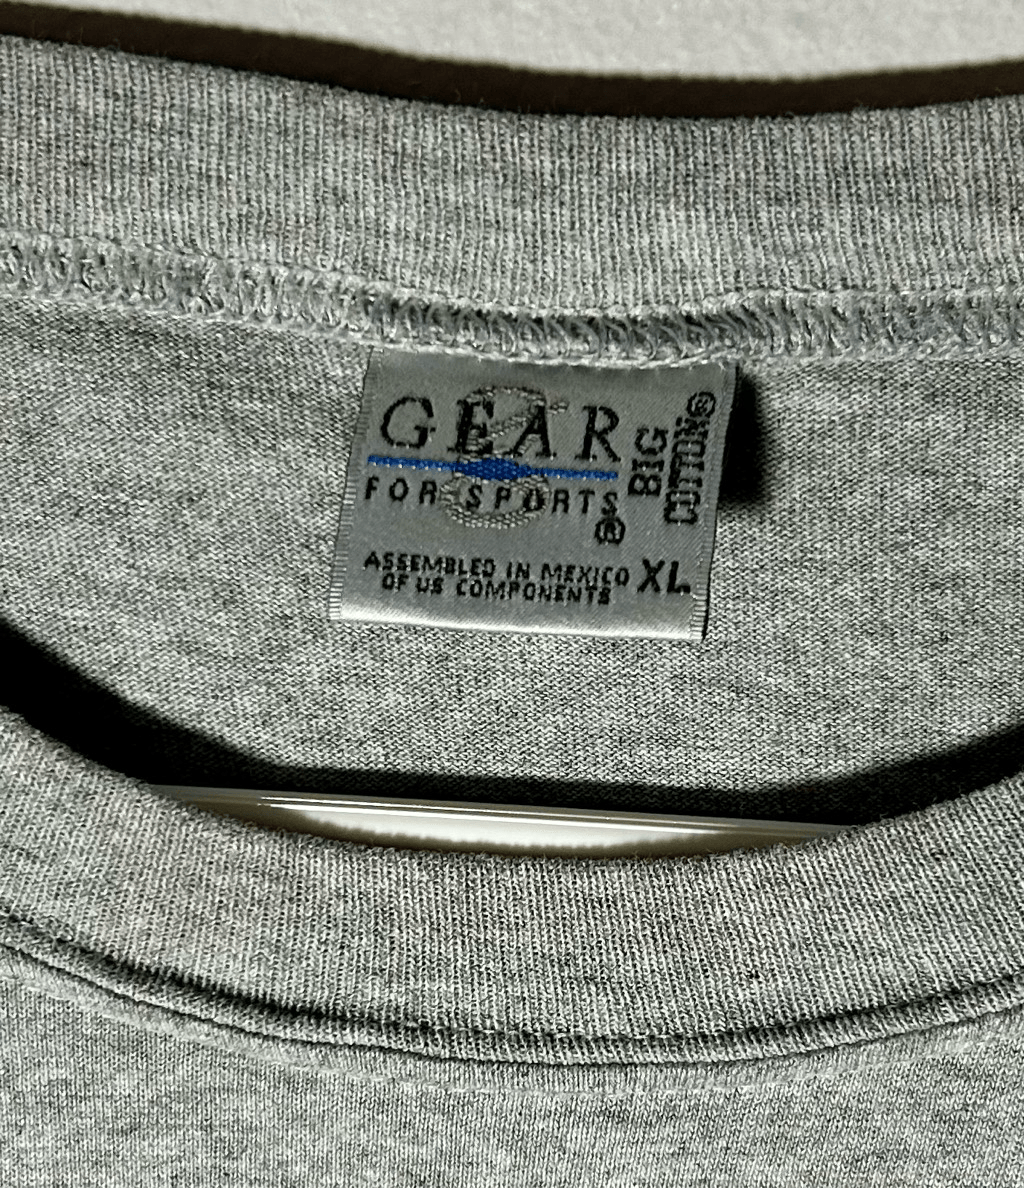 GEAR
FOR SPORTS®
BIG
COTTON®
ASSEMBLED IN MEXICO
OF US COMPONENTS
XL